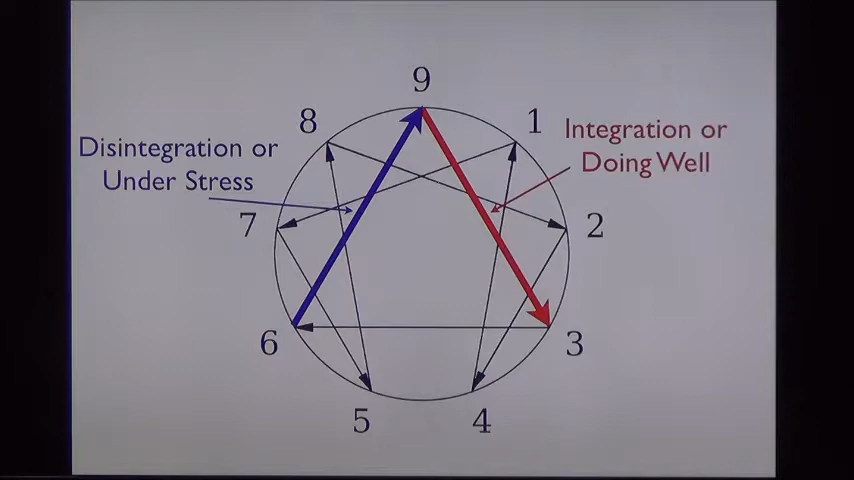 9
8
1
Integration or
Doing Well
Disintegration or
Under Stress
7
2
6
3
5
4